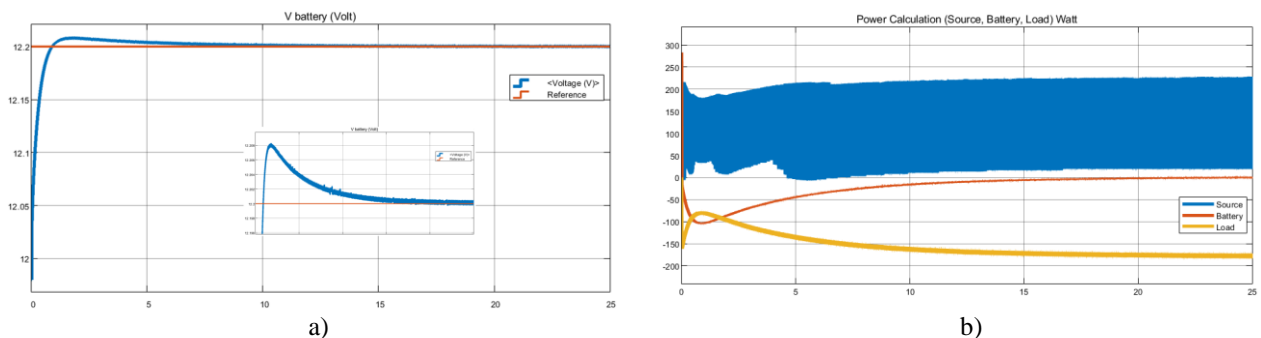 V battery (Volt)
12.2
12.15
12.1
12.05
12
0
5
10
15
20
25
<Voltage (V)>
Reference
V battery (Volt)
a)
Power Calculation (Source, Battery, Load) Watt
300
250
200
150
100
50
0
-50
-100
-150
-200
0
5
10
15
20
25
Source
Battery
Load
b)